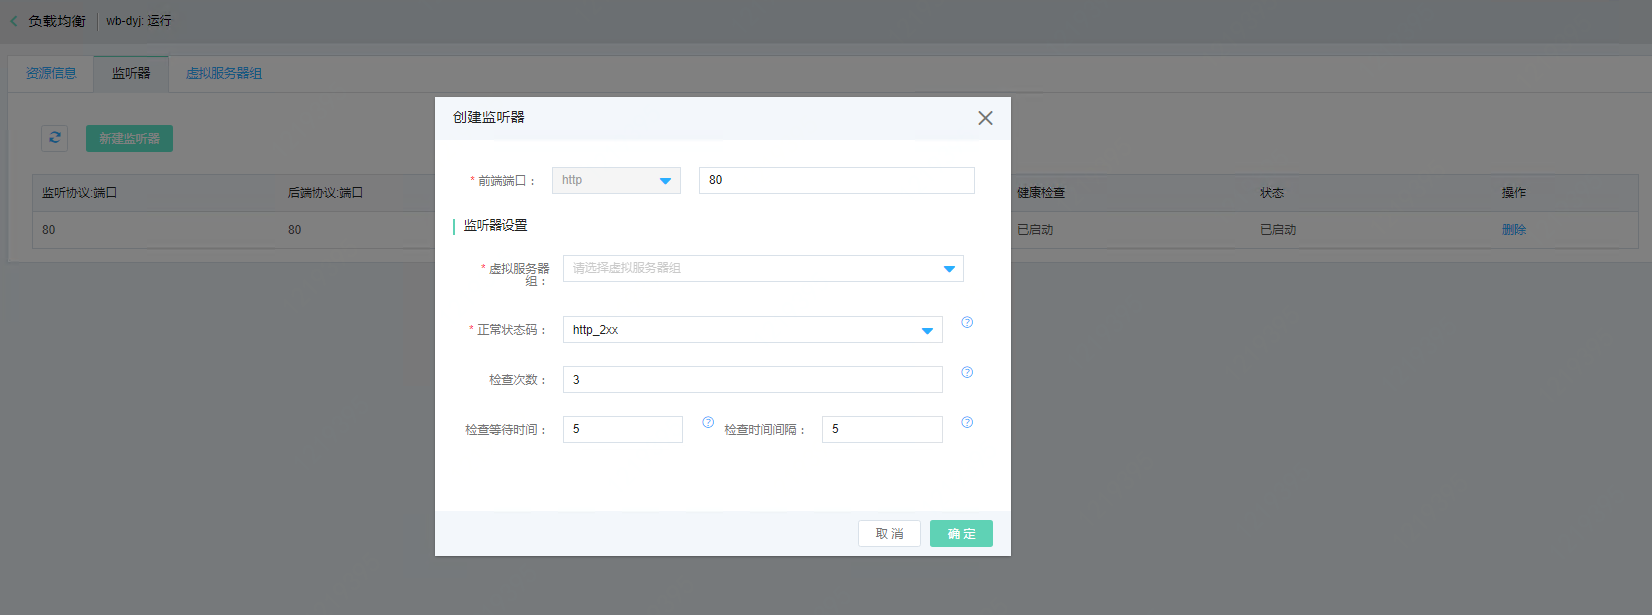 负载均衡 wb-dyj: 运行
资源信息 监听器 虚拟服务器组
创建监听器
新建监听器
* 前端端口： http 80
监听协议:端口 后端协议:端口 健康检查 状态 操作
监听器设置
80 80 已启动 已启动 删除
* 虚拟服务器组： 请选择虚拟服务器组
* 正常状态码： http_2xx
检查次数： 3
检查等待时间： 5 检查时间间隔： 5
取消 确定